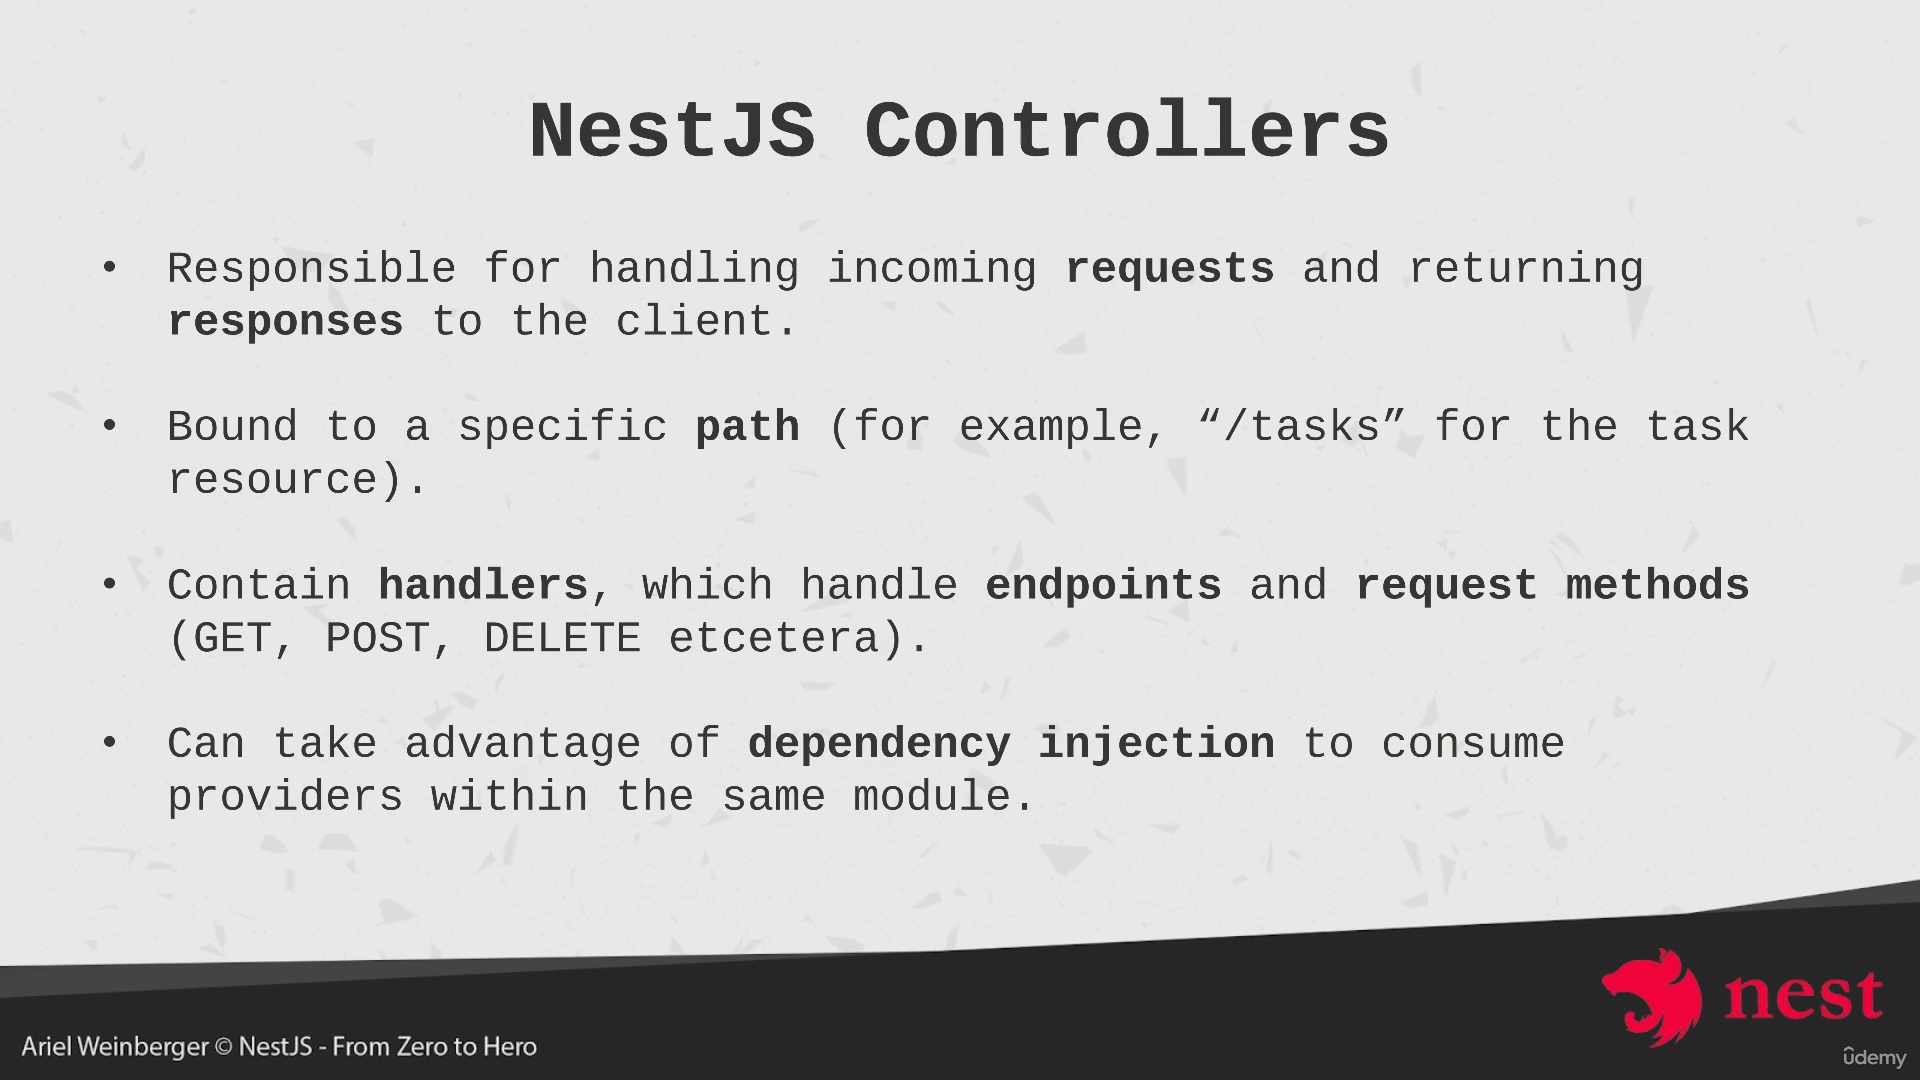 NestJS Controllers
• Responsible for handling incoming requests and returning
responses to the client.
• Bound to a specific path (for example, “/tasks” for the task
resource).
• Contain handlers, which handle endpoints and request methods
(GET, POST, DELETE etcetera).
• Can take advantage of dependency injection to consume
providers within the same module.
nest
Ariel Weinberger © NestJS - From Zero to Hero
ûdemy